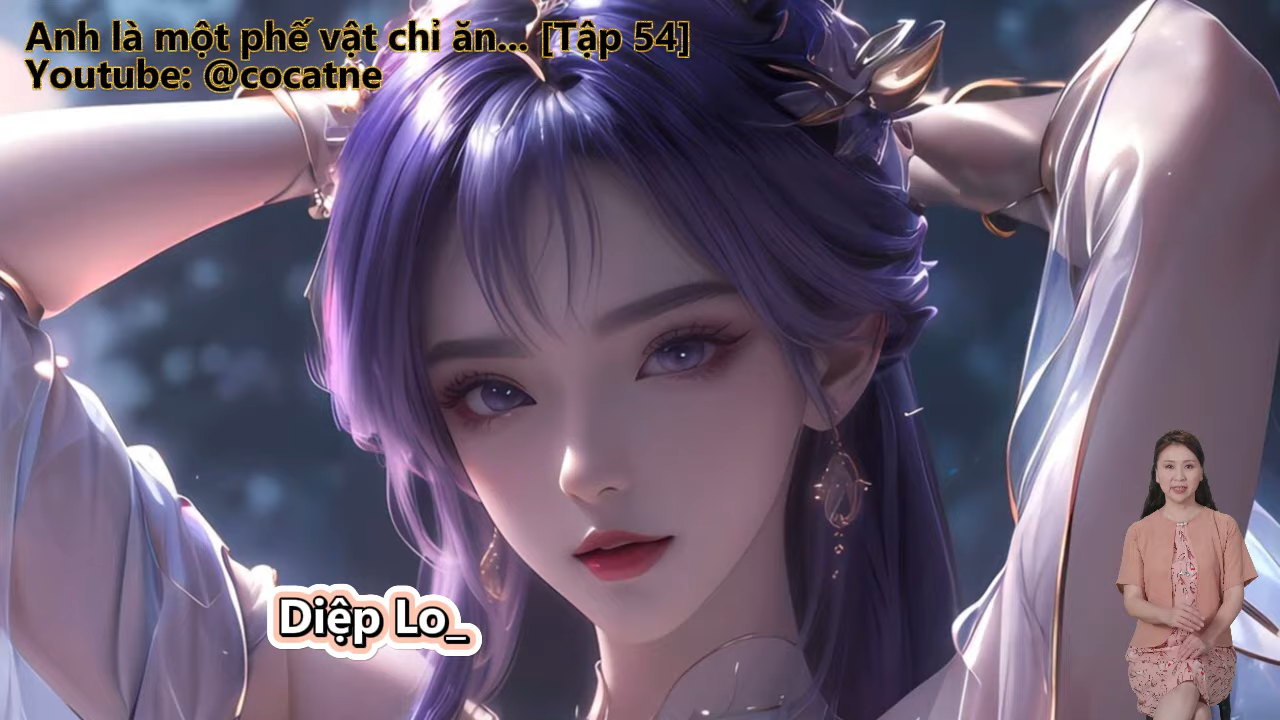 Anh là một phế vật chỉ ăn... [Tập 54]
Youtube: @cocatne
Diệp Lo_